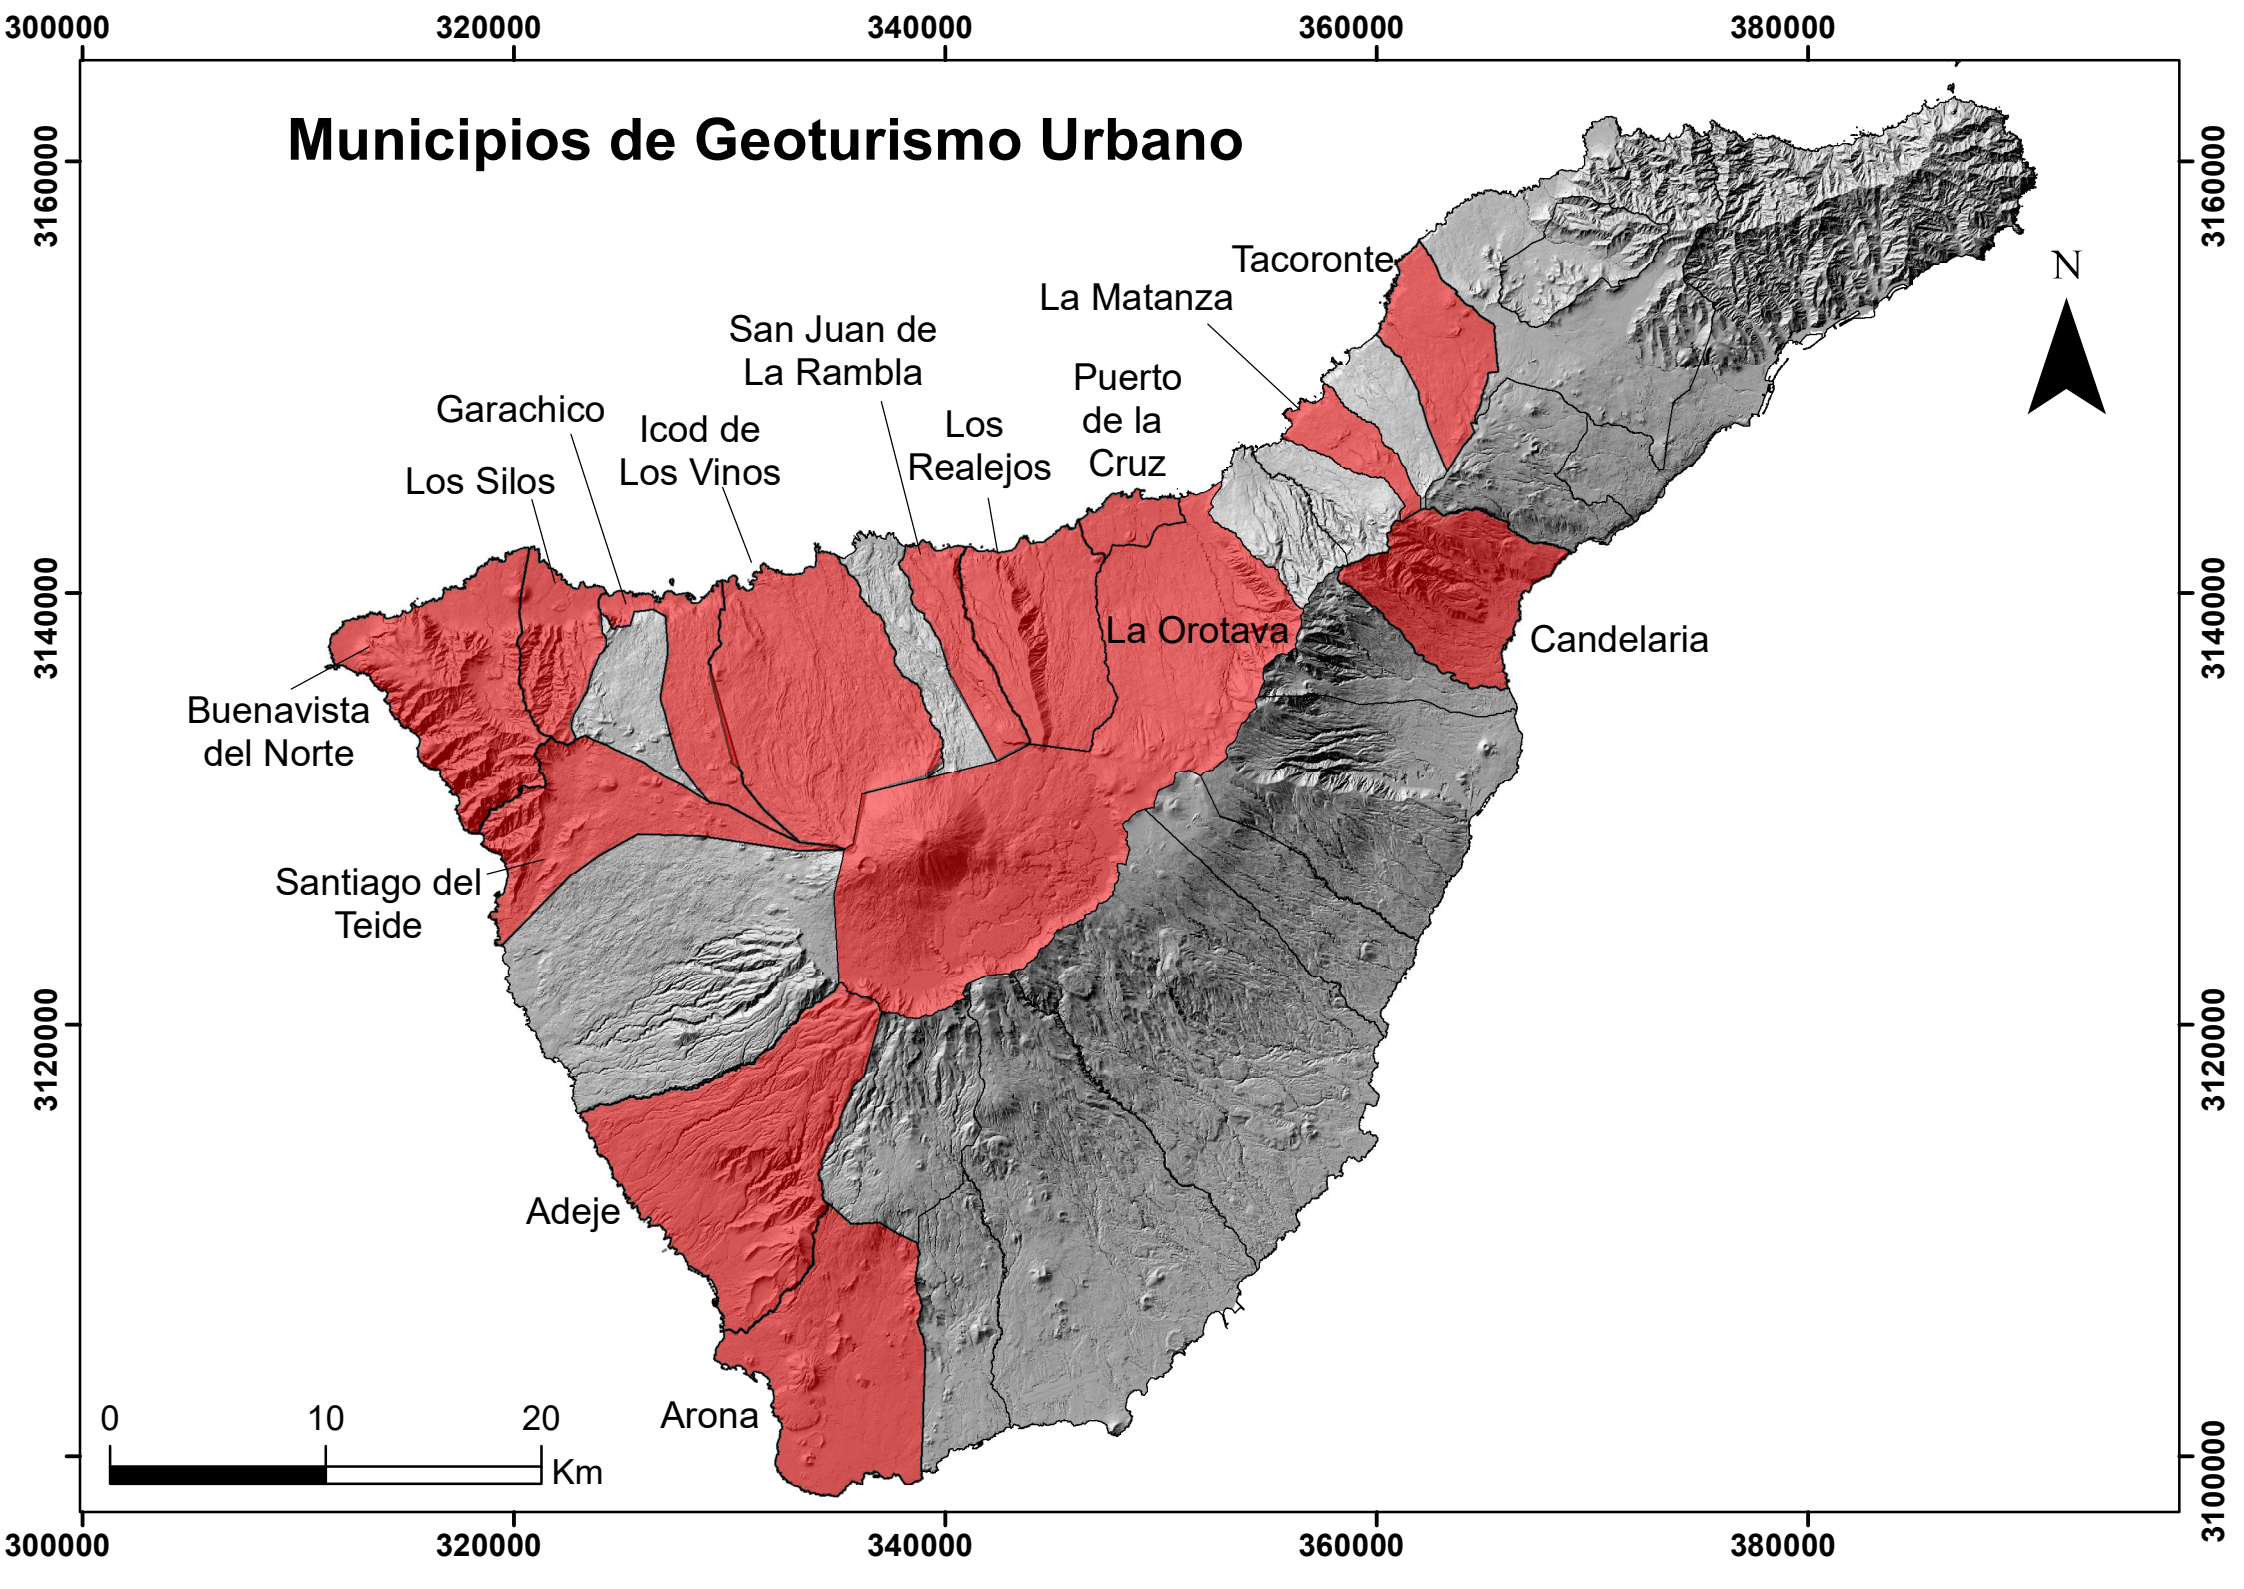 300000 320000 340000 360000 380000
Municipios de Geoturismo Urbano
3160000
3160000
N
Tacoronte
La Matanza
San Juan de
La Rambla
Puerto
de la
Cruz
Garachico
Icod de
Los Vinos
Los
Realejos
Los Silos
3140000
3140000
La Orotava
Candelaria
Buenavista
del Norte
Santiago del
Teide
3120000
3120000
Adeje
Arona
0 10 20
Km
3100000
300000 320000 340000 360000 380000